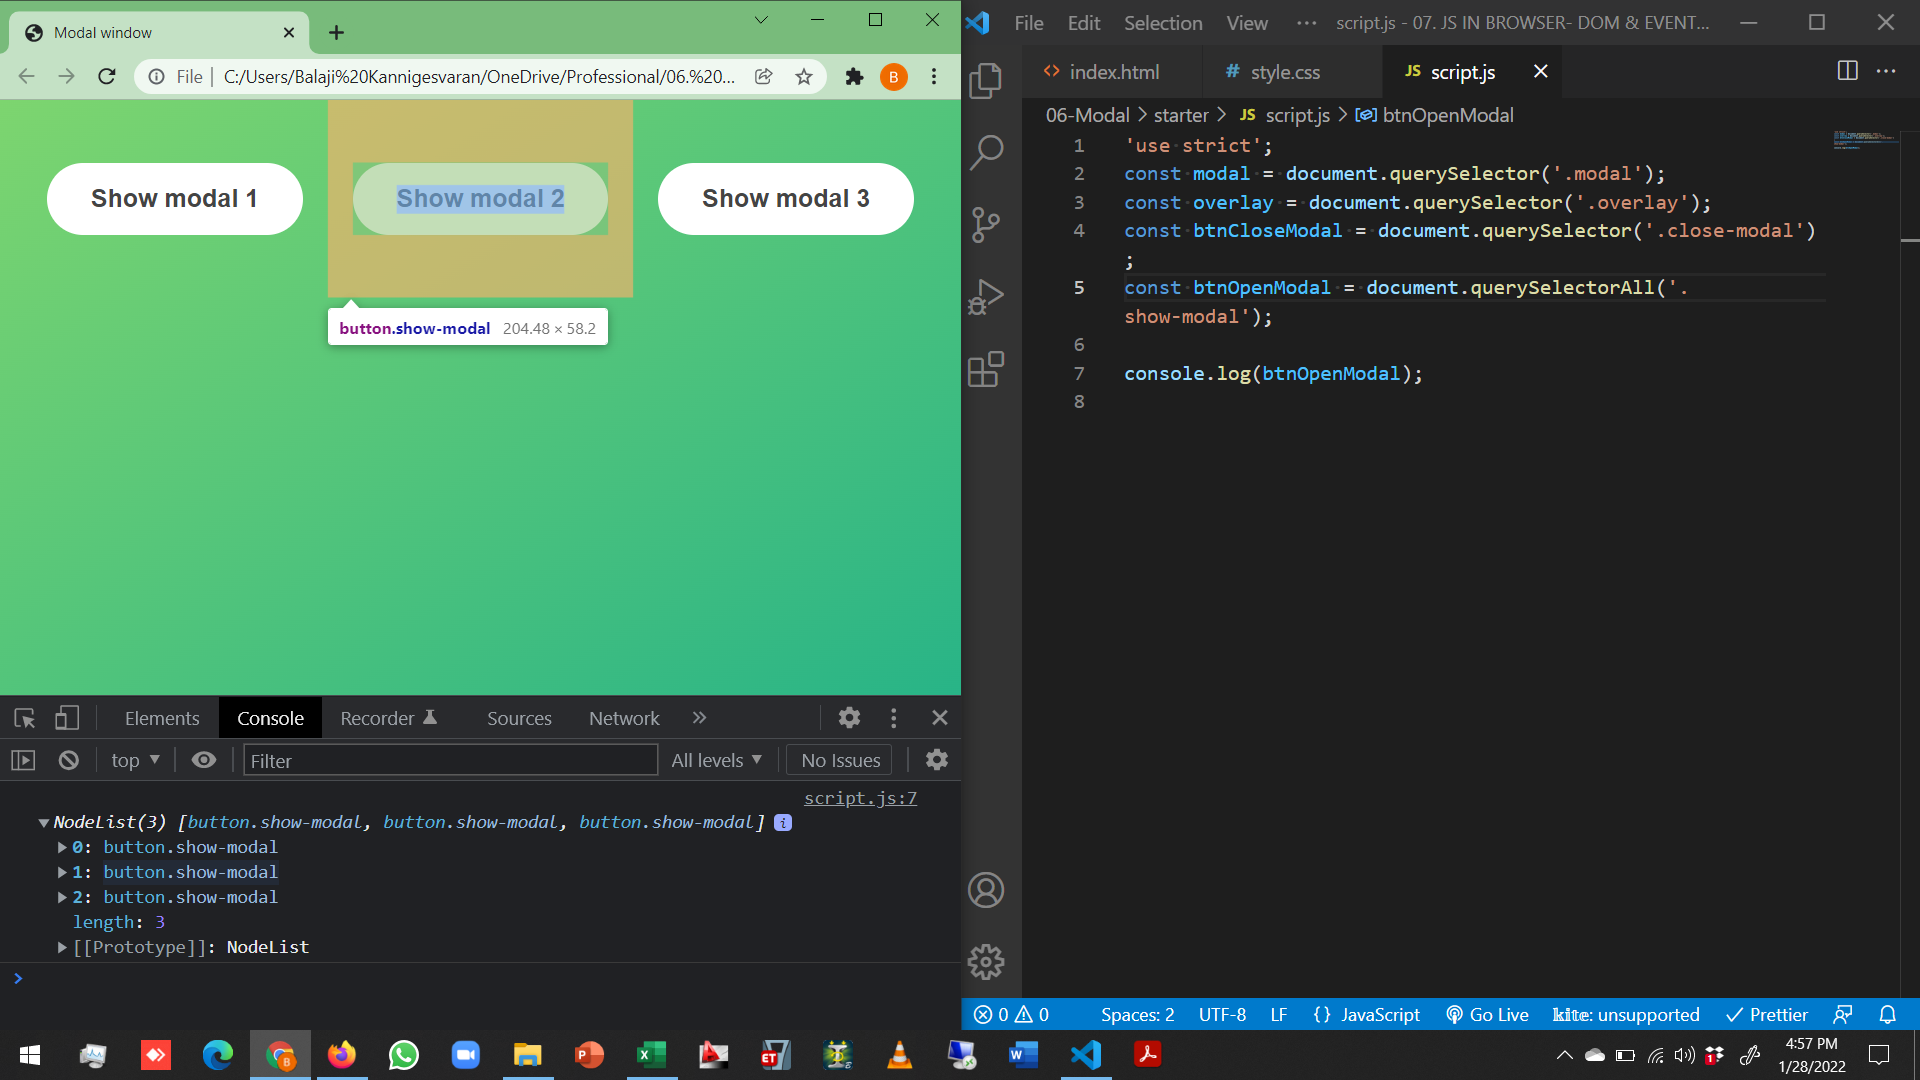 Modal window
File
C:/Users/Balaji%20Kannigesvaran/OneDrive/Professional/06.%20...
B
Show modal 1
Show modal 2
Show modal 3
button.show-modal 204.48 × 58.2
Elements
Console
Recorder
Sources
Network
top
Filter
All levels
No Issues
script.js:7
NodeList(3) [button.show-modal, button.show-modal, button.show-modal] i
0: button.show-modal
1: button.show-modal
2: button.show-modal
length: 3
[[Prototype]]: NodeList
File Edit Selection View ··· script.js - 07. JS IN BROWSER- DOM & EVENT...
index.html
# style.css
JS script.js
06-Modal > starter > JS script.js > btnOpenModal
1 'use strict';
2 const modal = document.querySelector('.modal');
3 const overlay = document.querySelector('.overlay');
4 const btnCloseModal = document.querySelector('.close-modal')
;
5 const btnOpenModal = document.querySelectorAll('.
show-modal');
6
7 console.log(btnOpenModal);
8
0 0
Spaces: 2
UTF-8
LF
{ } JavaScript
Go Live
kite: unsupported
Prettier
4:57 PM
1/28/2022